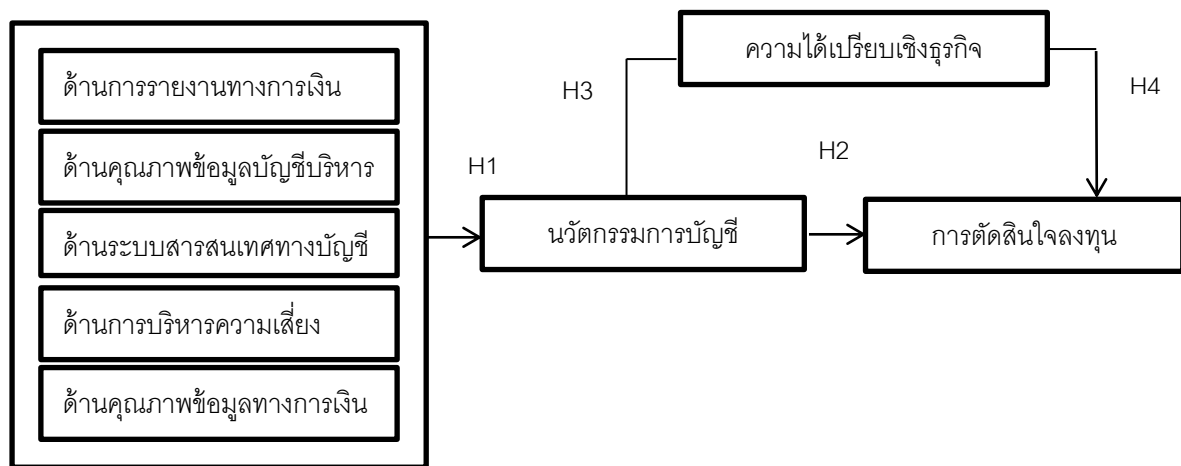 ด้านการรายงานทางการเงิน
ด้านคุณภาพข้อมูลบัญชีบริหาร
ด้านระบบสารสนเทศทางบัญชี
ด้านการบริหารความเสี่ยง
ด้านคุณภาพข้อมูลทางการเงิน
H1
นวัตกรรมการบัญชี
H3
ความได้เปรียบเชิงธุรกิจ
H2
H4
การตัดสินใจลงทุน